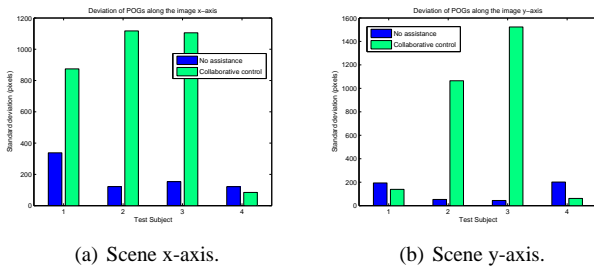 Deviation of POGs along the image x−axis
1200
1000
800
600
400
200
0
Standard deviation (pixels)
No assistance
Collaborative control
1 2 3 4
Test Subject
(a) Scene x-axis.
Deviation of POGs along the image y−axis
1600
1400
1200
1000
800
600
400
200
0
Standard deviation (pixels)
No assistance
Collaborative control
1 2 3 4
Test Subject
(b) Scene y-axis.